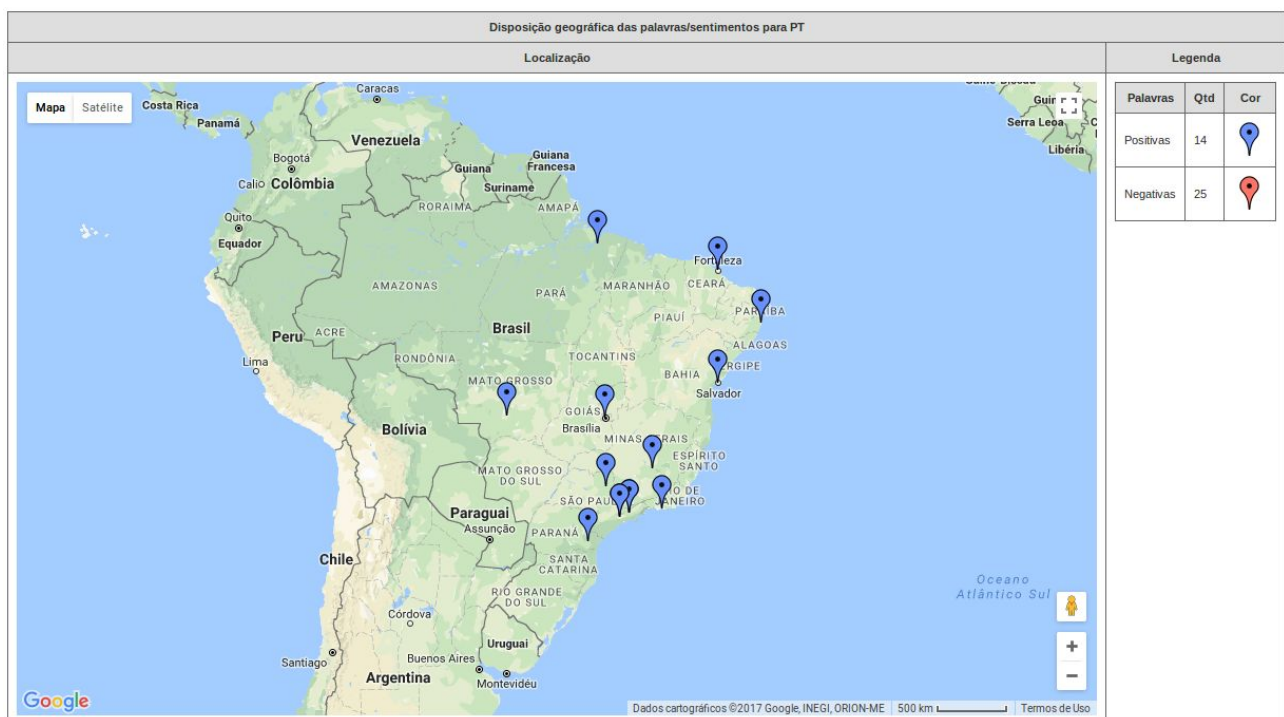 Disposição geográfica das palavras/sentimentos para PT
Localização
Legenda
Mapa
Satélite
Palavras
Qtd
Cor
Positivas
14
Negativas
25
Caracas
Costa Rica
Panamá
Venezuela
Serra Leoa
Libéria
Bogotá
Guiana
Guiana
Francesa
Calio
Colômbia
Suriname
RORAIMA
AMAPÁ
Quito
Equador
Fortaleza
AMAZONAS
PARÁ
MARANHÃO
CEARÁ
PIAUÍ
Brasil
Peru
ACRE
ALAGOAS
RONDÔNIA
TOCANTINS
Lima
BAHIA
MATO GROSSO
Salvador
GOIÁS
Brasília
Bolívia
MINAS
ESPÍRITO
SANTO
MATO GROSSO
DO SUL
JANEIRO
Paraguai
Assunção
PARANÁ
Chile
SANTA
CATARINA
Oceano
Atlântico Sul
RIO GRANDE
DO SUL
Córdova
Uruguai
Santiago
Buenos Aires
Argentina
Montevidéu
+
−
Google
Dados cartográficos ©2017 Google, INEGI, ORION-ME
500 km
Termos de Uso